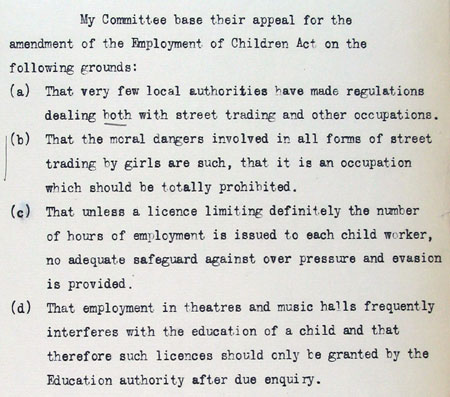 My Committee base their appeal for the
amendment of the Employment of Children Act on the
following grounds:
(a) That very few local authorities have made regulations
dealing both with street trading and other occupations.
(b) That the moral dangers involved in all forms of street
trading by girls are such, that it is an occupation
which should be totally prohibited.
(c) That unless a licence limiting definitely the number
of hours of employment is issued to each child worker,
no adequate safeguard against over pressure and evasion
is provided.
(d) That employment in theatres and music halls frequently
interferes with the education of a child and that
therefore such licences should only be granted by the
Education authority after due enquiry.